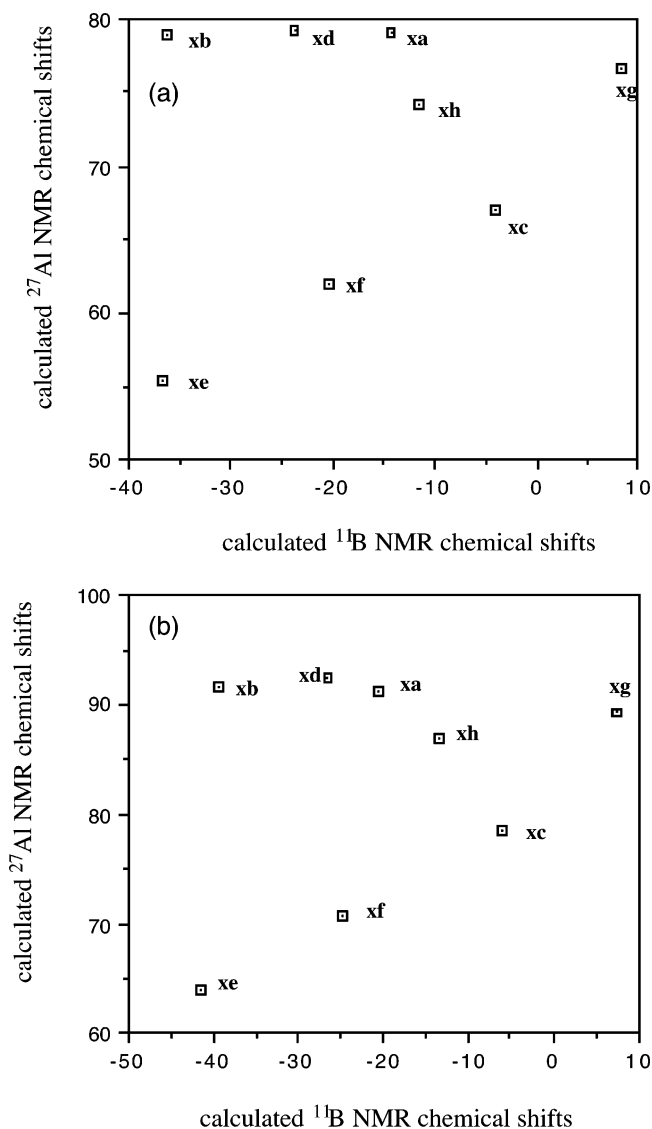 80
xb
xd
xa
xg
(a)
xh
70
xc
xf
60
xe
50
-40 -30 -20 -10 0 10
calculated ²⁷Al NMR chemical shifts
calculated ¹¹B NMR chemical shifts
100
(b)
xb
xd
xa
xg
90
xh
80
xc
xf
70
xe
60
-50 -40 -30 -20 -10 0 10
calculated ²⁷Al NMR chemical shifts
calculated ¹¹B NMR chemical shifts